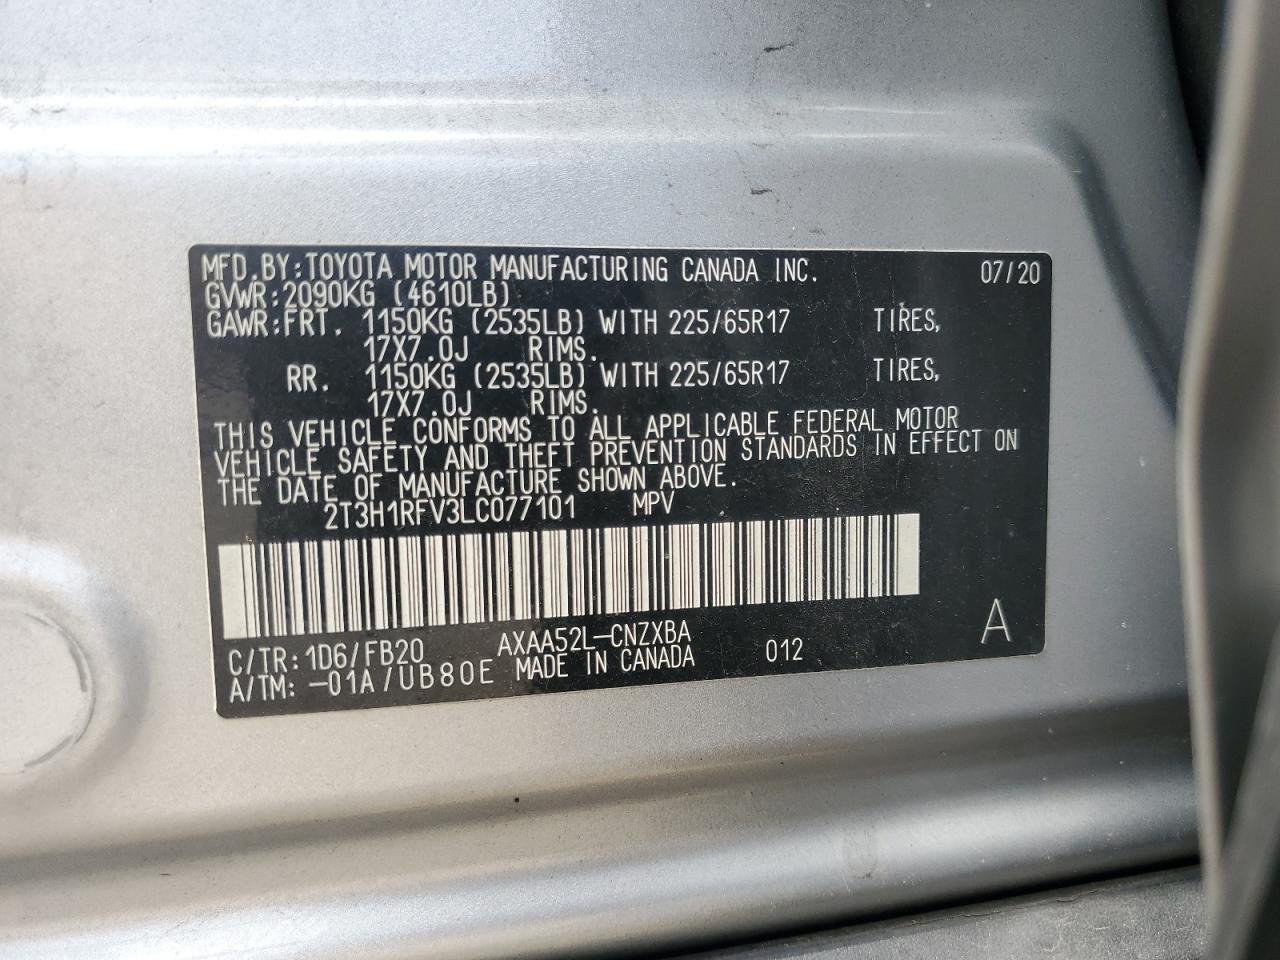 MFD.BY:TOYOTA MOTOR MANUFACTURING CANADA INC. 07/20
GVWR:2090KG (4610LB)
GAWR:FRT. 1150KG (2535LB) WITH 225/65R17 TIRES,
17X7.0J RIMS.
RR. 1150KG (2535LB) WITH 225/65R17 TIRES,
17X7.0J RIMS.
THIS VEHICLE CONFORMS TO ALL APPLICABLE FEDERAL MOTOR
VEHICLE SAFETY AND THEFT PREVENTION STANDARDS IN EFFECT ON
THE DATE OF MANUFACTURE SHOWN ABOVE.
2T3H1RFV3LC077101 MPV
C/TR:1D6/FB20 AXAA52L-CNZXBA 012 A
A/TM:-01A/UB80E MADE IN CANADA